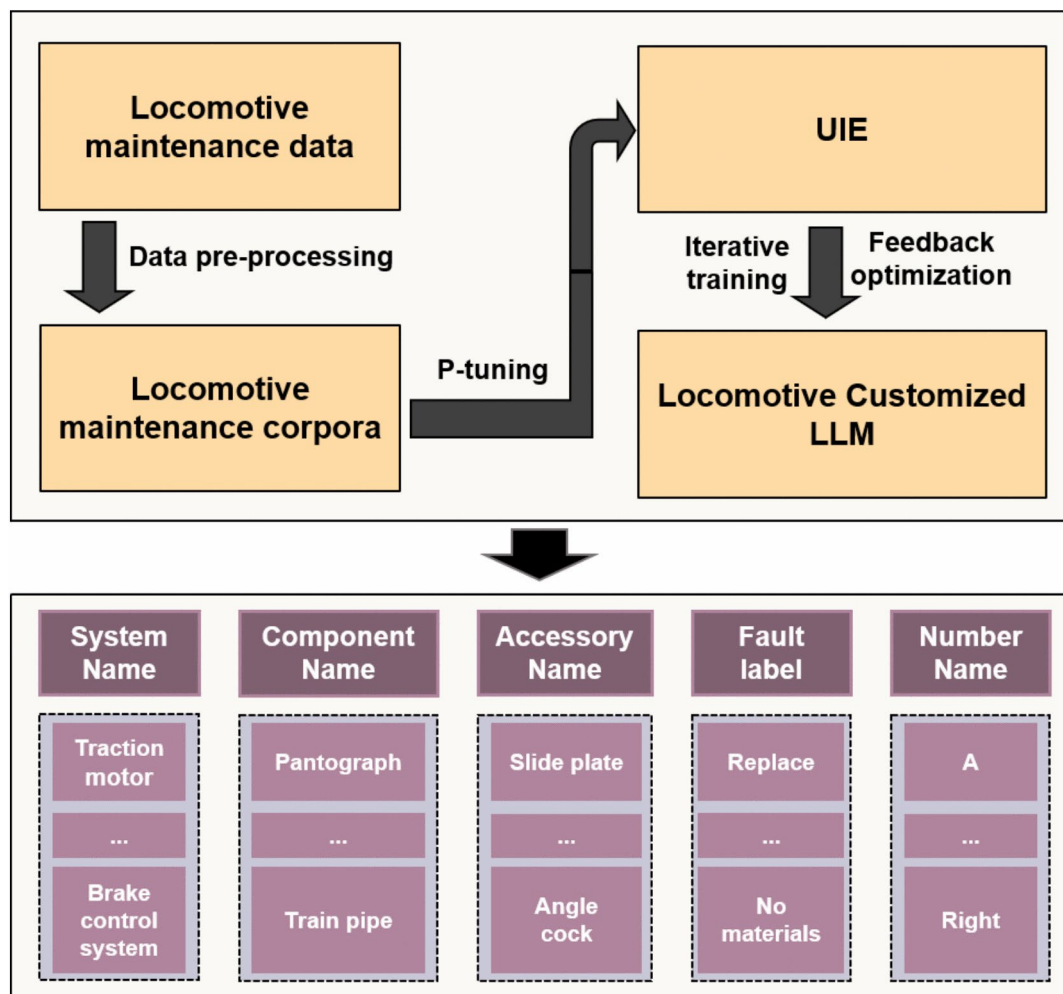 Locomotive
maintenance data
UIE
Data pre-processing
Iterative
training
Feedback
optimization
Locomotive
maintenance corpora
P-tuning
Locomotive Customized
LLM
System
Name
Component
Name
Accessory
Name
Fault
label
Number
Name
Traction
motor
Pantograph
Slide plate
Replace
A
...
...
...
...
...
Brake
control
system
Train pipe
Angle
cock
No
materials
Right